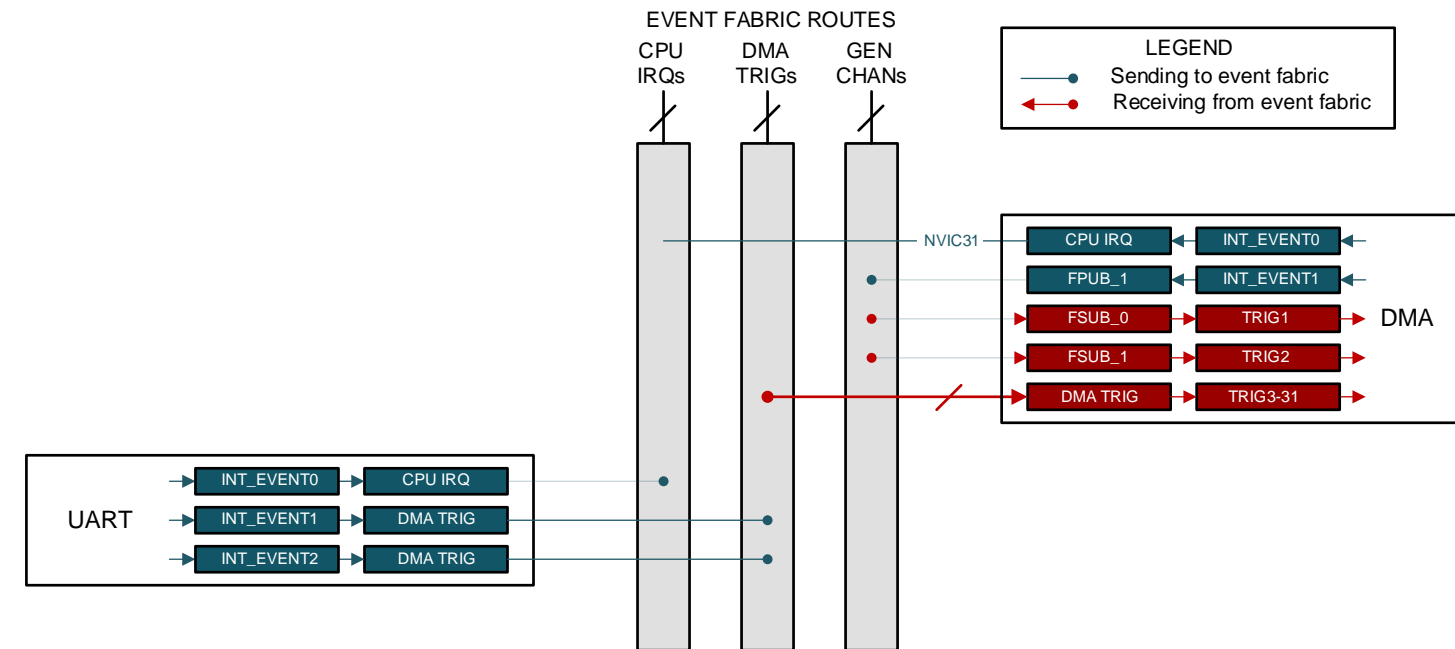 EVENT FABRIC ROUTES
CPU IRQs
DMA TRIGs
GEN CHANs
LEGEND
Sending to event fabric
Receiving from event fabric
NVIC31
CPU IRQ
INT_EVENT0
FPUB_1
INT_EVENT1
FSUB_0
TRIG1
DMA
FSUB_1
TRIG2
DMA TRIG
TRIG3-31
UART
INT_EVENT0
CPU IRQ
INT_EVENT1
DMA TRIG
INT_EVENT2
DMA TRIG